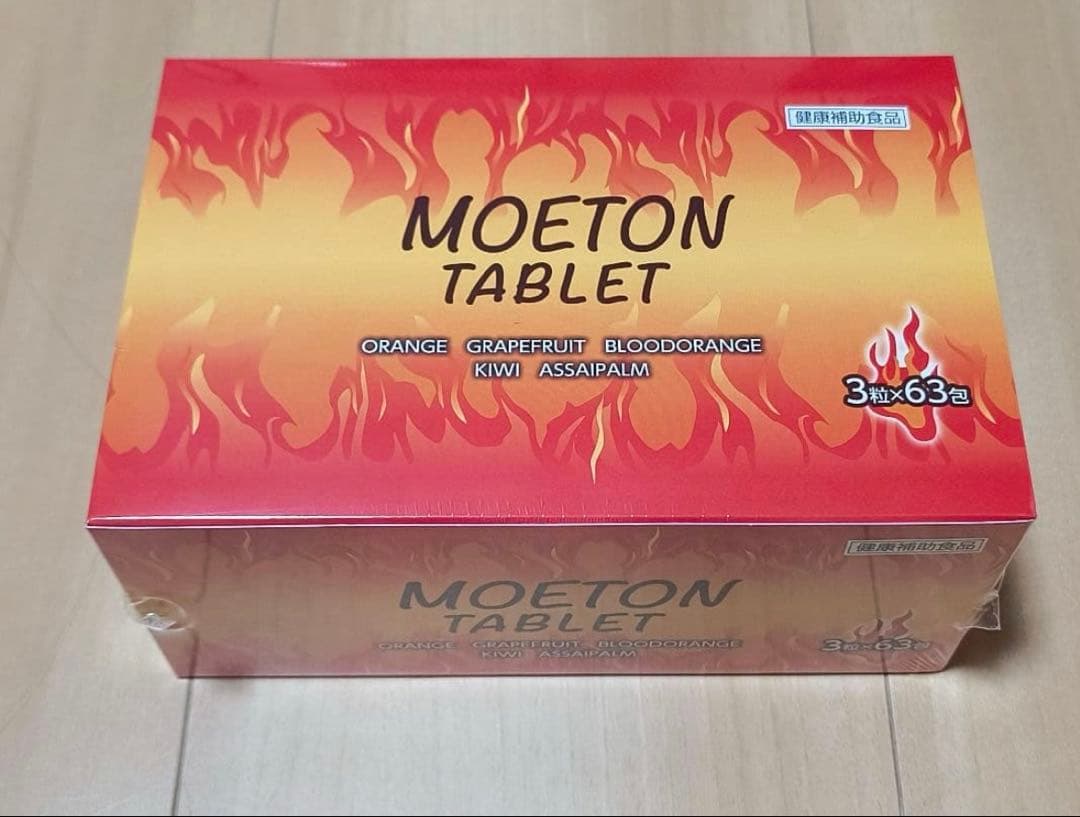 健康補助食品
MOETON
TABLET
ORANGE GRAPEFRUIT BLOODORANGE
KIWI ASSAIPALM
3粒×63包
健康補助食品
MOETON
TABLET
ORANGE GRAPEFRUIT BLOODORANGE
KIWI ASSAIPALM
3粒×63包